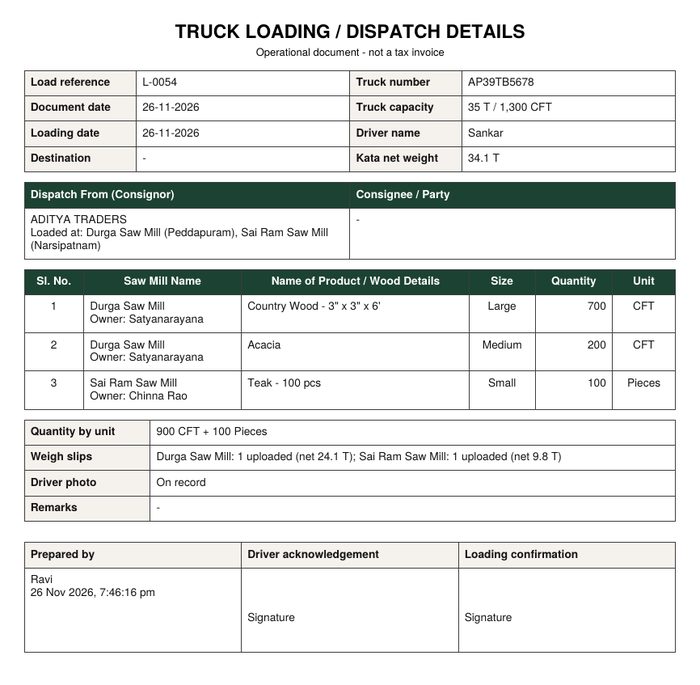 TRUCK LOADING / DISPATCH DETAILS
Operational document - not a tax invoice
Load reference L-0054 Truck number AP39TB5678
Document date 26-11-2026 Truck capacity 35 T / 1,300 CFT
Loading date 26-11-2026 Driver name Sankar
Destination - Kata net weight 34.1 T
Dispatch From (Consignor) Consignee / Party
ADITYA TRADERS -
Loaded at: Durga Saw Mill (Peddapuram), Sai Ram Saw Mill
(Narsipatnam)
Sl. No. Saw Mill Name Name of Product / Wood Details Size Quantity Unit
1 Durga Saw Mill Country Wood - 3" x 3" x 6' Large 700 CFT
Owner: Satyanarayana
2 Durga Saw Mill Acacia Medium 200 CFT
Owner: Satyanarayana
3 Sai Ram Saw Mill Teak - 100 pcs Small 100 Pieces
Owner: Chinna Rao
Quantity by unit 900 CFT + 100 Pieces
Weigh slips Durga Saw Mill: 1 uploaded (net 24.1 T); Sai Ram Saw Mill: 1 uploaded (net 9.8 T)
Driver photo On record
Remarks -
Prepared by Driver acknowledgement Loading confirmation
Ravi
26 Nov 2026, 7:46:16 pm
Signature Signature